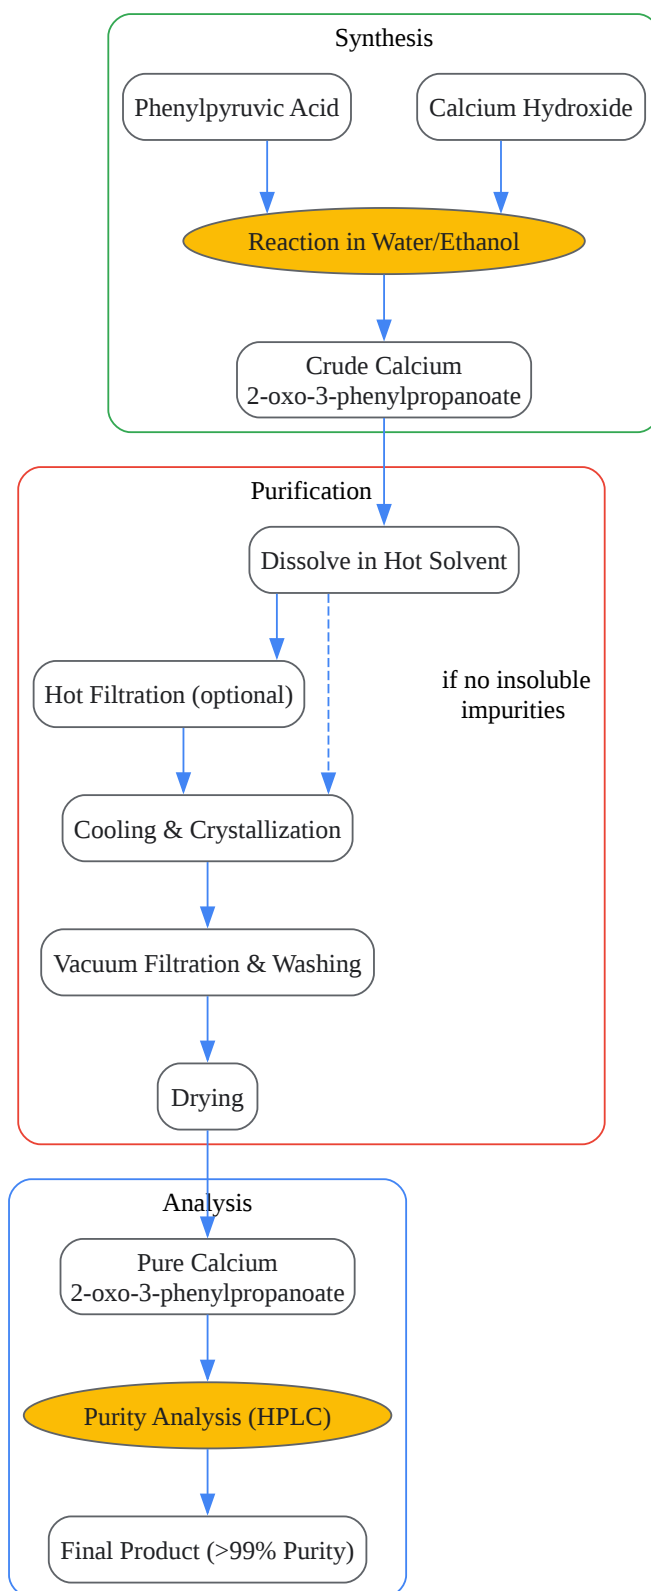 Synthesis
Phenylpyruvic Acid
Calcium Hydroxide
Reaction in Water/Ethanol
Crude Calcium
2-oxo-3-phenylpropanoate
Purification
Dissolve in Hot Solvent
Hot Filtration (optional)
if no insoluble
impurities
Cooling & Crystallization
Vacuum Filtration & Washing
Drying
Analysis
Pure Calcium
2-oxo-3-phenylpropanoate
Purity Analysis (HPLC)
Final Product (>99% Purity)